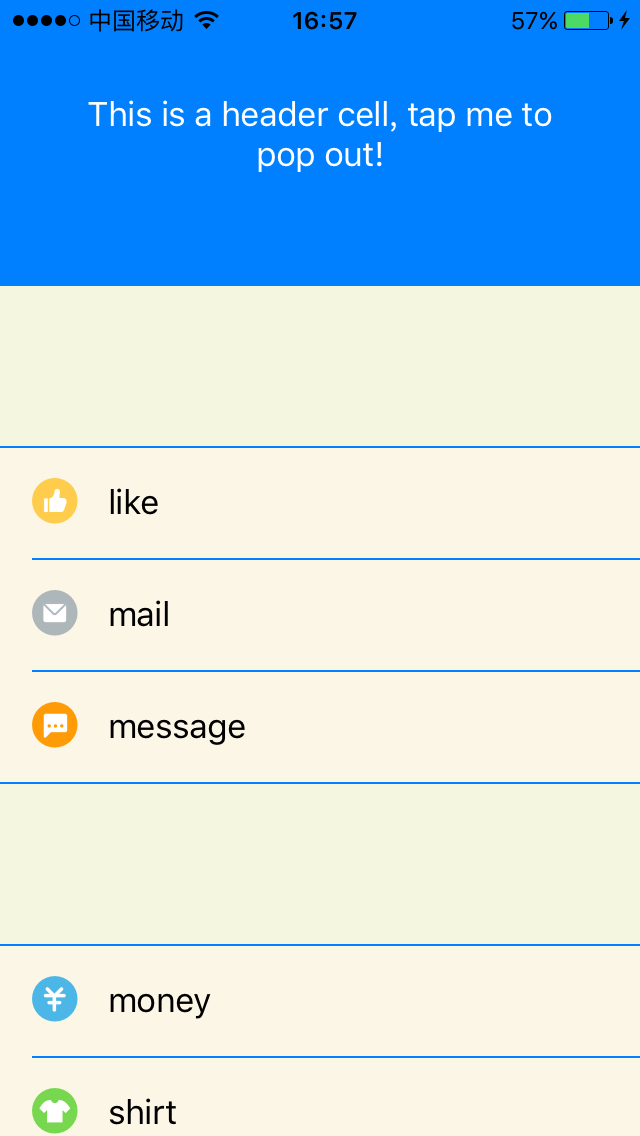 中国移动 16:57 57%
This is a header cell, tap me to
pop out!
like
mail
message
money
shirt